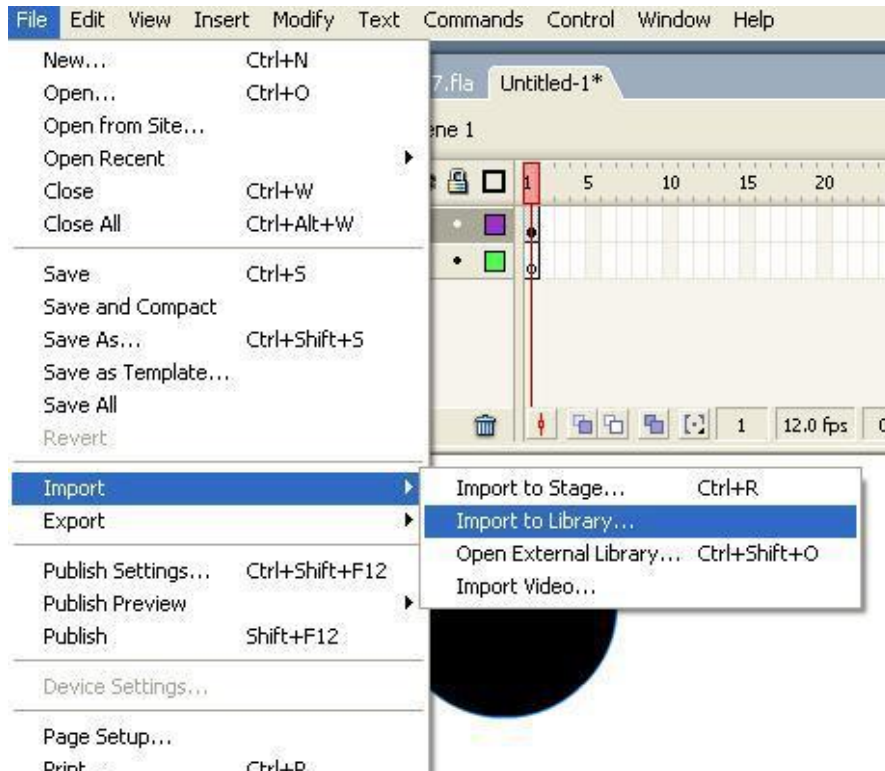 File Edit View Insert Modify Text Commands Control Window Help
New... Ctrl+N
Open... Ctrl+O
Open from Site...
Open Recent
Close Ctrl+W
Close All Ctrl+Alt+W
Save Ctrl+S
Save and Compact
Save As... Ctrl+Shift+S
Save as Template...
Save All
Revert
Import
Export
Publish Settings... Ctrl+Shift+F12
Publish Preview
Publish Shift+F12
Device Settings...
Page Setup...
Print... Ctrl+P
7.fla Untitled-1*
ene 1
1 5 10 15 20
1 12.0 fps
Import to Stage... Ctrl+R
Import to Library...
Open External Library... Ctrl+Shift+O
Import Video...